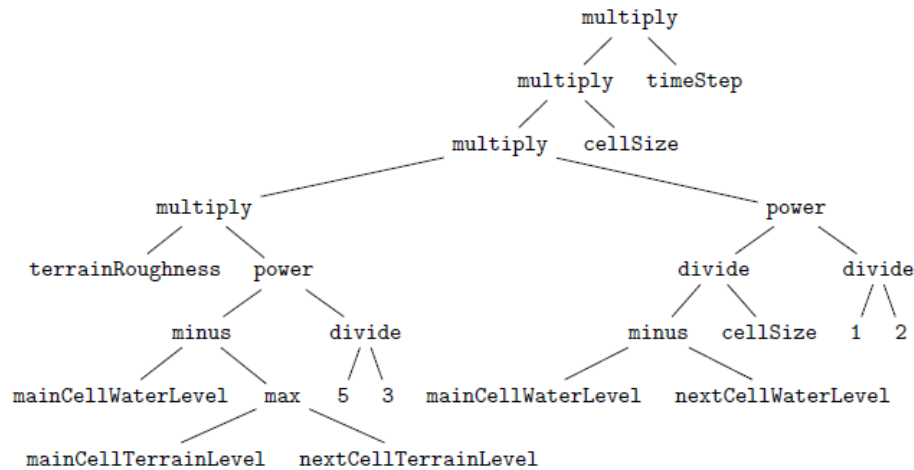 multiply
multiply timeStep
multiply cellSize
multiply power
terrainRoughness power divide divide
minus divide minus cellSize 1 2
mainCellWaterLevel max 5 3 mainCellWaterLevel nextCellWaterLevel
mainCellTerrainLevel nextCellTerrainLevel